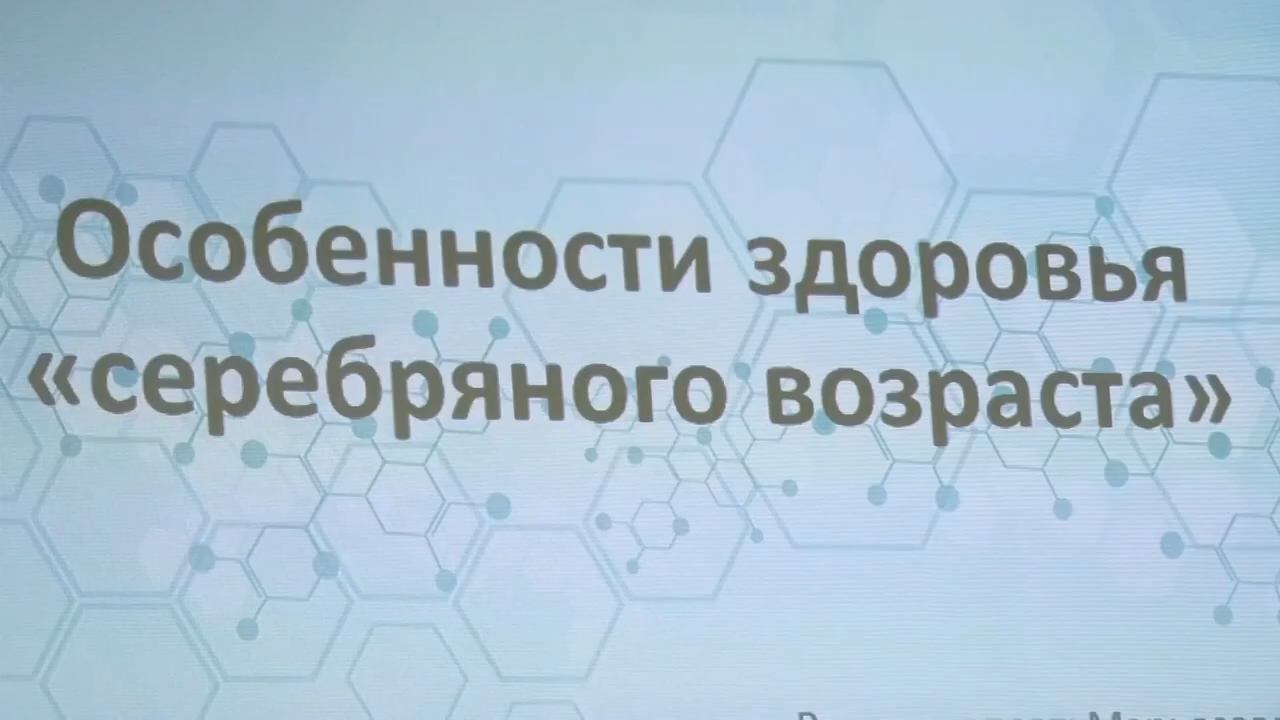 Особенности здоровья
«серебряного возраста»